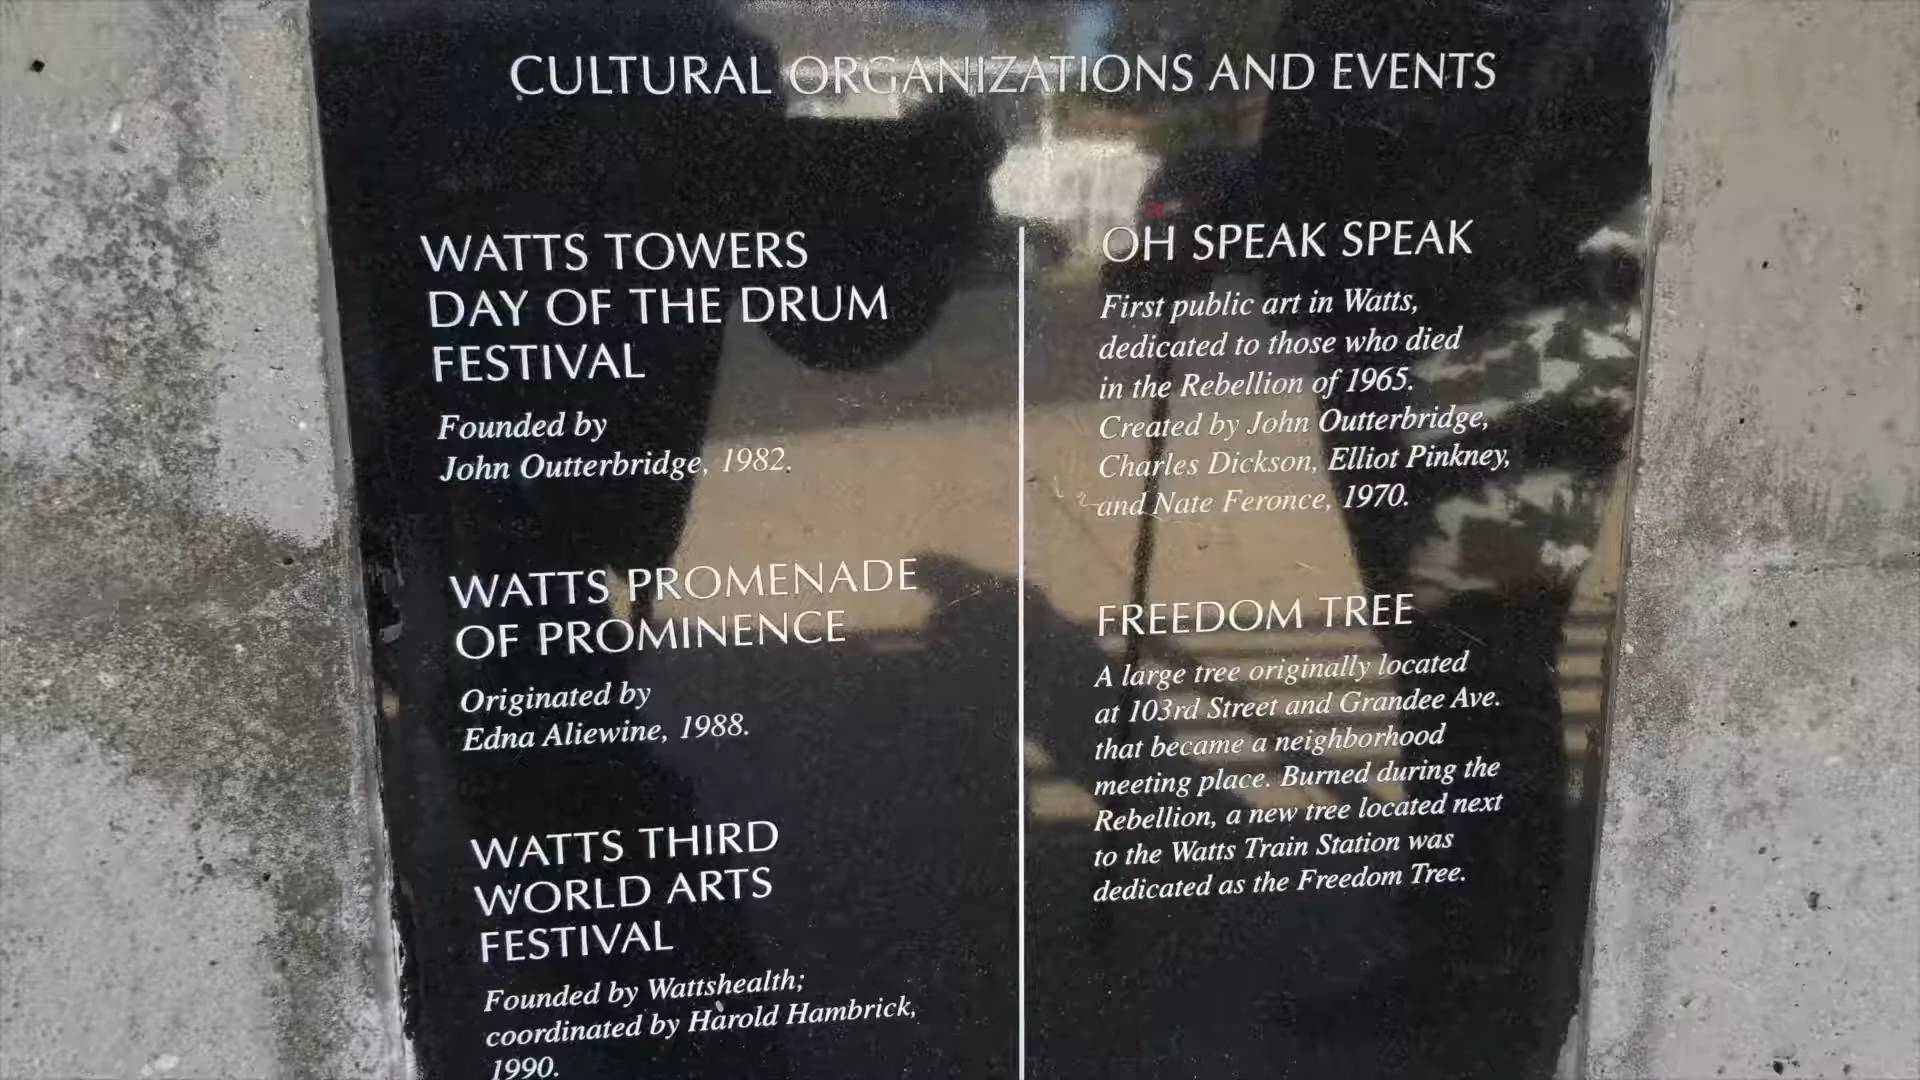 CULTURAL ORGANIZATIONS AND EVENTS
WATTS TOWERS
DAY OF THE DRUM
FESTIVAL
Founded by
John Outterbridge, 1982.
WATTS PROMENADE
OF PROMINENCE
Originated by
Edna Aliewine, 1988.
WATTS THIRD
WORLD ARTS
FESTIVAL
Founded by Wattshealth;
coordinated by Harold Hambrick,
1990.
OH SPEAK SPEAK
First public art in Watts,
dedicated to those who died
in the Rebellion of 1965.
Created by John Outterbridge,
Charles Dickson, Elliot Pinkney,
and Nate Feronce, 1970.
FREEDOM TREE
A large tree originally located
at 103rd Street and Grandee Ave.
that became a neighborhood
meeting place. Burned during the
Rebellion, a new tree located next
to the Watts Train Station was
dedicated as the Freedom Tree.